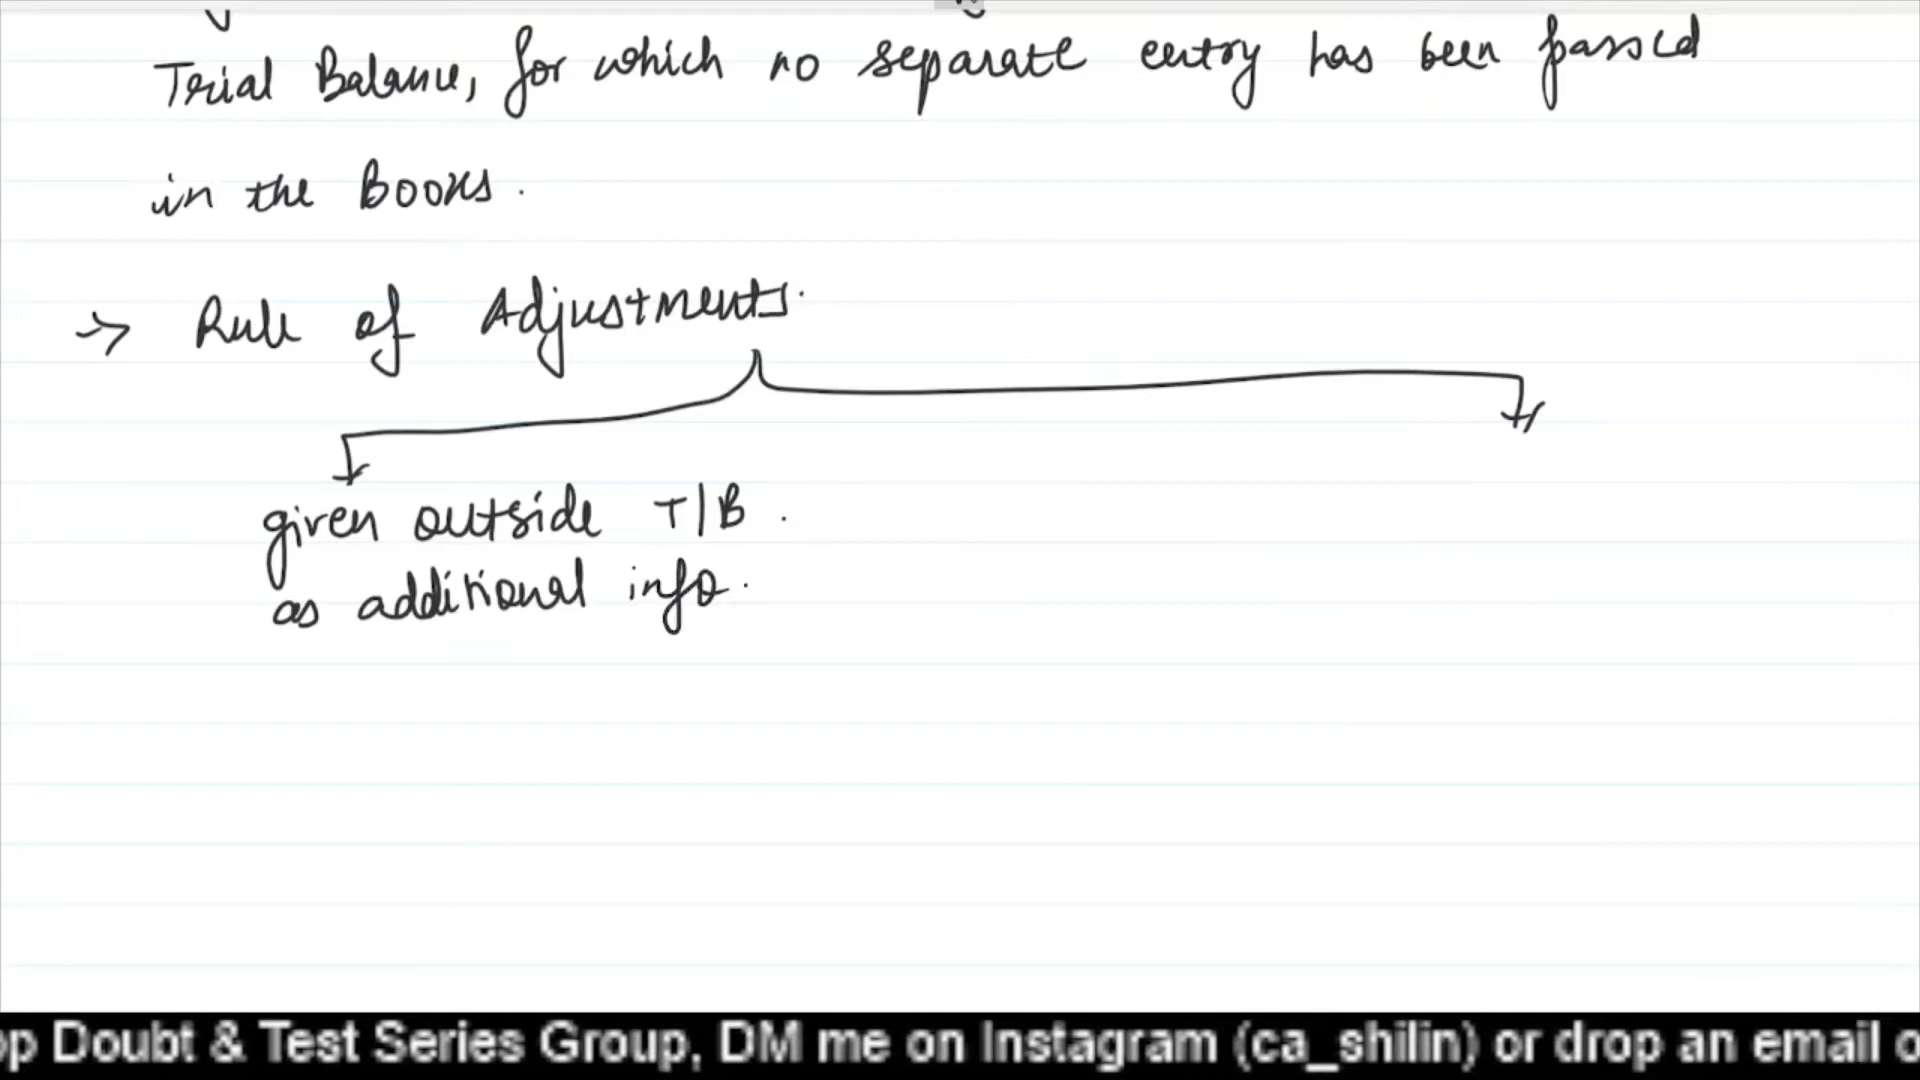 Trial Balance, for which no separate entry has been passed
in the Books.
-> Rule of Adjustments.
given outside T/B.
as additional info.
op Doubt & Test Series Group, DM me on Instagram (ca_shilin) or drop an email o